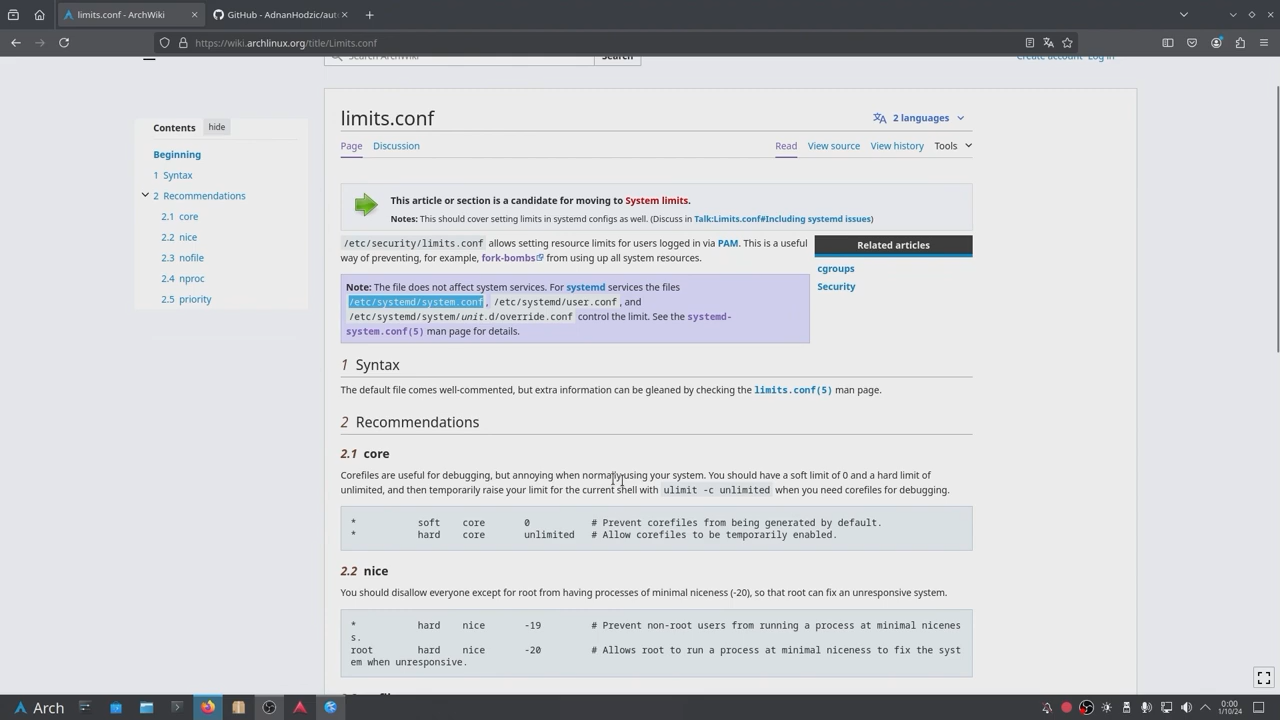 limits.conf - ArchWiki
GitHub - AdnanHodzic/aut
https://wiki.archlinux.org/title/Limits.conf
Search ArchWiki
Search
Create account
Log in
Contents
hide
Beginning
1 Syntax
2 Recommendations
2.1 core
2.2 nice
2.3 nofile
2.4 nproc
2.5 priority
limits.conf
2 languages
Page
Discussion
Read
View source
View history
Tools
This article or section is a candidate for moving to System limits.
Notes: This should cover setting limits in systemd configs as well. (Discuss in Talk:Limits.conf#Including systemd issues)
/etc/security/limits.conf allows setting resource limits for users logged in via PAM. This is a useful
way of preventing, for example, fork-bombs from using up all system resources.
Related articles
cgroups
Security
Note: The file does not affect system services. For systemd services the files
/etc/systemd/system.conf, /etc/systemd/user.conf, and
/etc/systemd/system/unit.d/override.conf control the limit. See the systemd-
system.conf(5) man page for details.
1 Syntax
The default file comes well-commented, but extra information can be gleaned by checking the limits.conf(5) man page.
2 Recommendations
2.1 core
Corefiles are useful for debugging, but annoying when normally using your system. You should have a soft limit of 0 and a hard limit of
unlimited, and then temporarily raise your limit for the current shell with ulimit -c unlimited when you need corefiles for debugging.
* soft core 0 # Prevent corefiles from being generated by default.
* hard core unlimited # Allow corefiles to be temporarily enabled.
2.2 nice
You should disallow everyone except for root from having processes of minimal niceness (-20), so that root can fix an unresponsive system.
* hard nice -19 # Prevent non-root users from running a process at minimal nicenes
s.
root hard nice -20 # Allows root to run a process at minimal niceness to fix the syst
em when unresponsive.
Arch
0:00
1/10/24